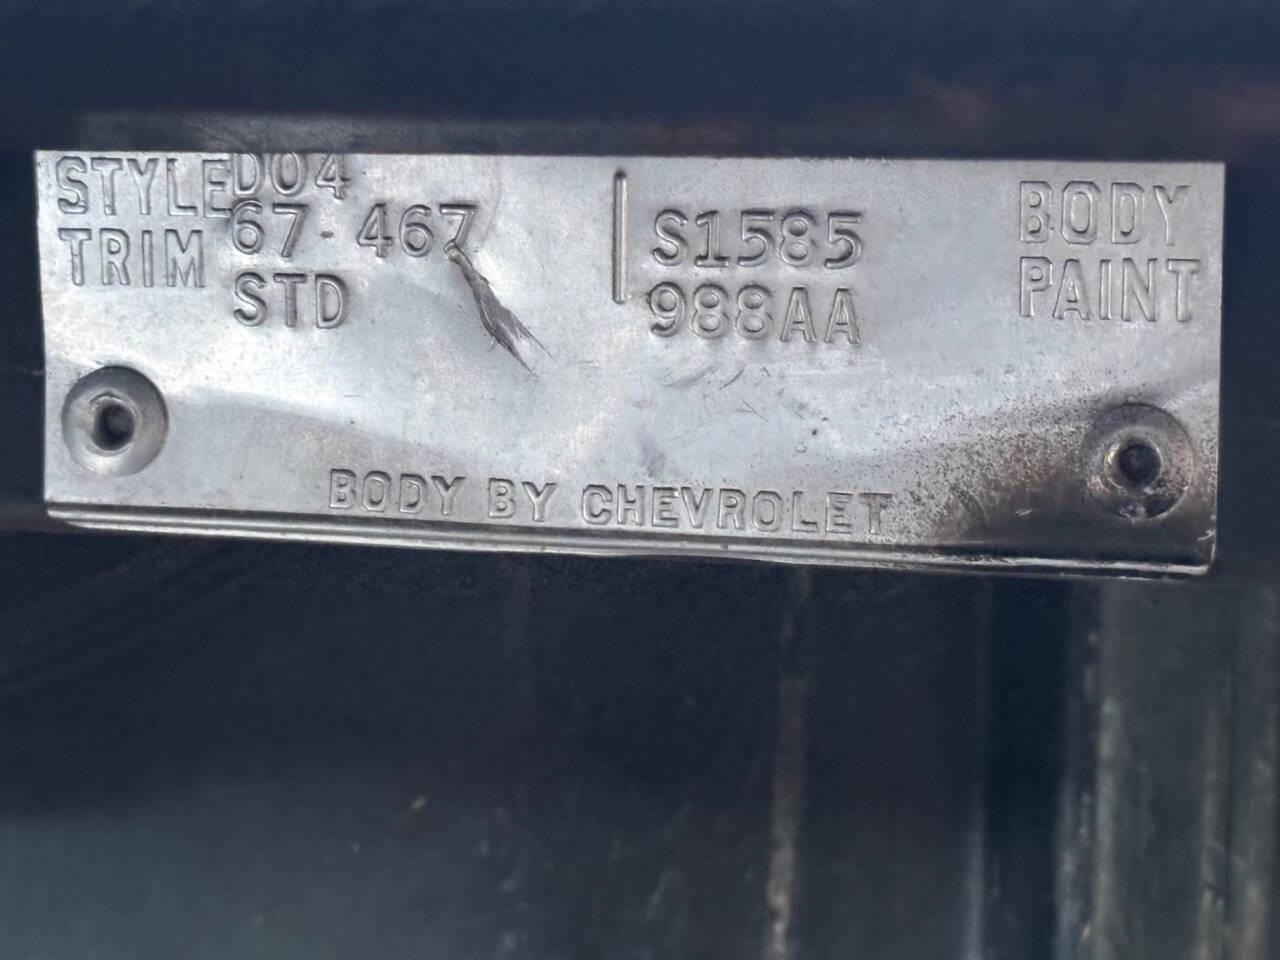 STYLE D04
67 467 S1585 BODY
TRIM STD 988AA PAINT
BODY BY CHEVROLET